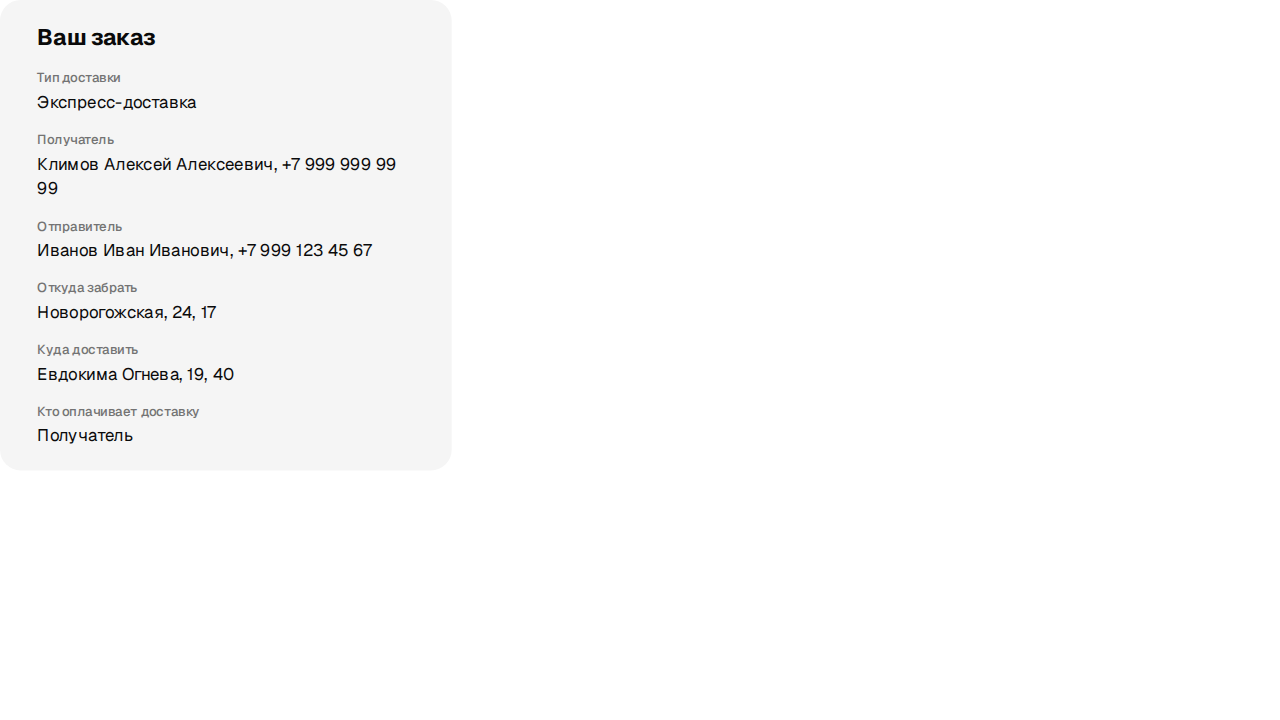 Ваш заказ
Тип доставки
Экспресс-доставка
Получатель
Климов Алексей Алексеевич, +7 999 999 99
99
Отправитель
Иванов Иван Иванович, +7 999 123 45 67
Откуда забрать
Новорогожская, 24, 17
Куда доставить
Евдокима Огнева, 19, 40
Кто оплачивает доставку
Получатель